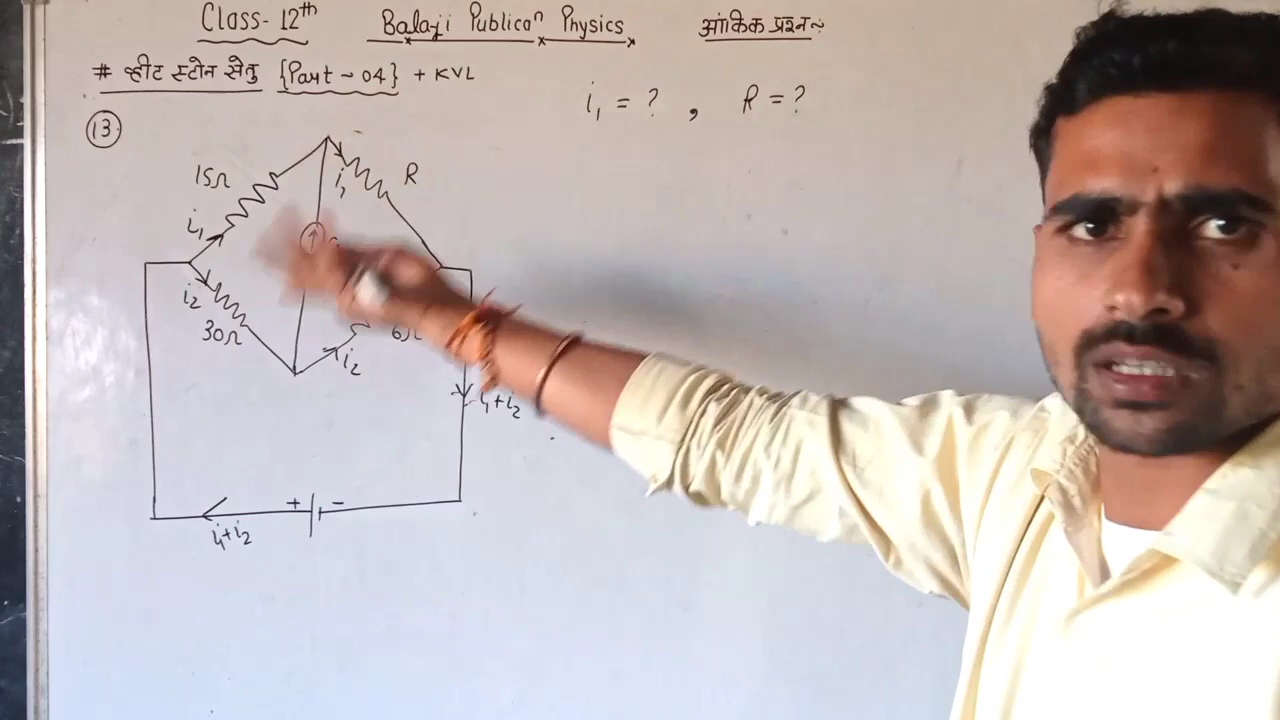 Class- 12th Balaji Publicaⁿ Physics आंकिक प्रश्न~
# व्हीट स्टोन सेतु {Part ~ 04} + KVL
i₁ = ? , R = ?
13
15Ω i₁ R
i₁
i₂
30Ω 6Ω
i₂
i₁+i₂
+ -
i₁+i₂